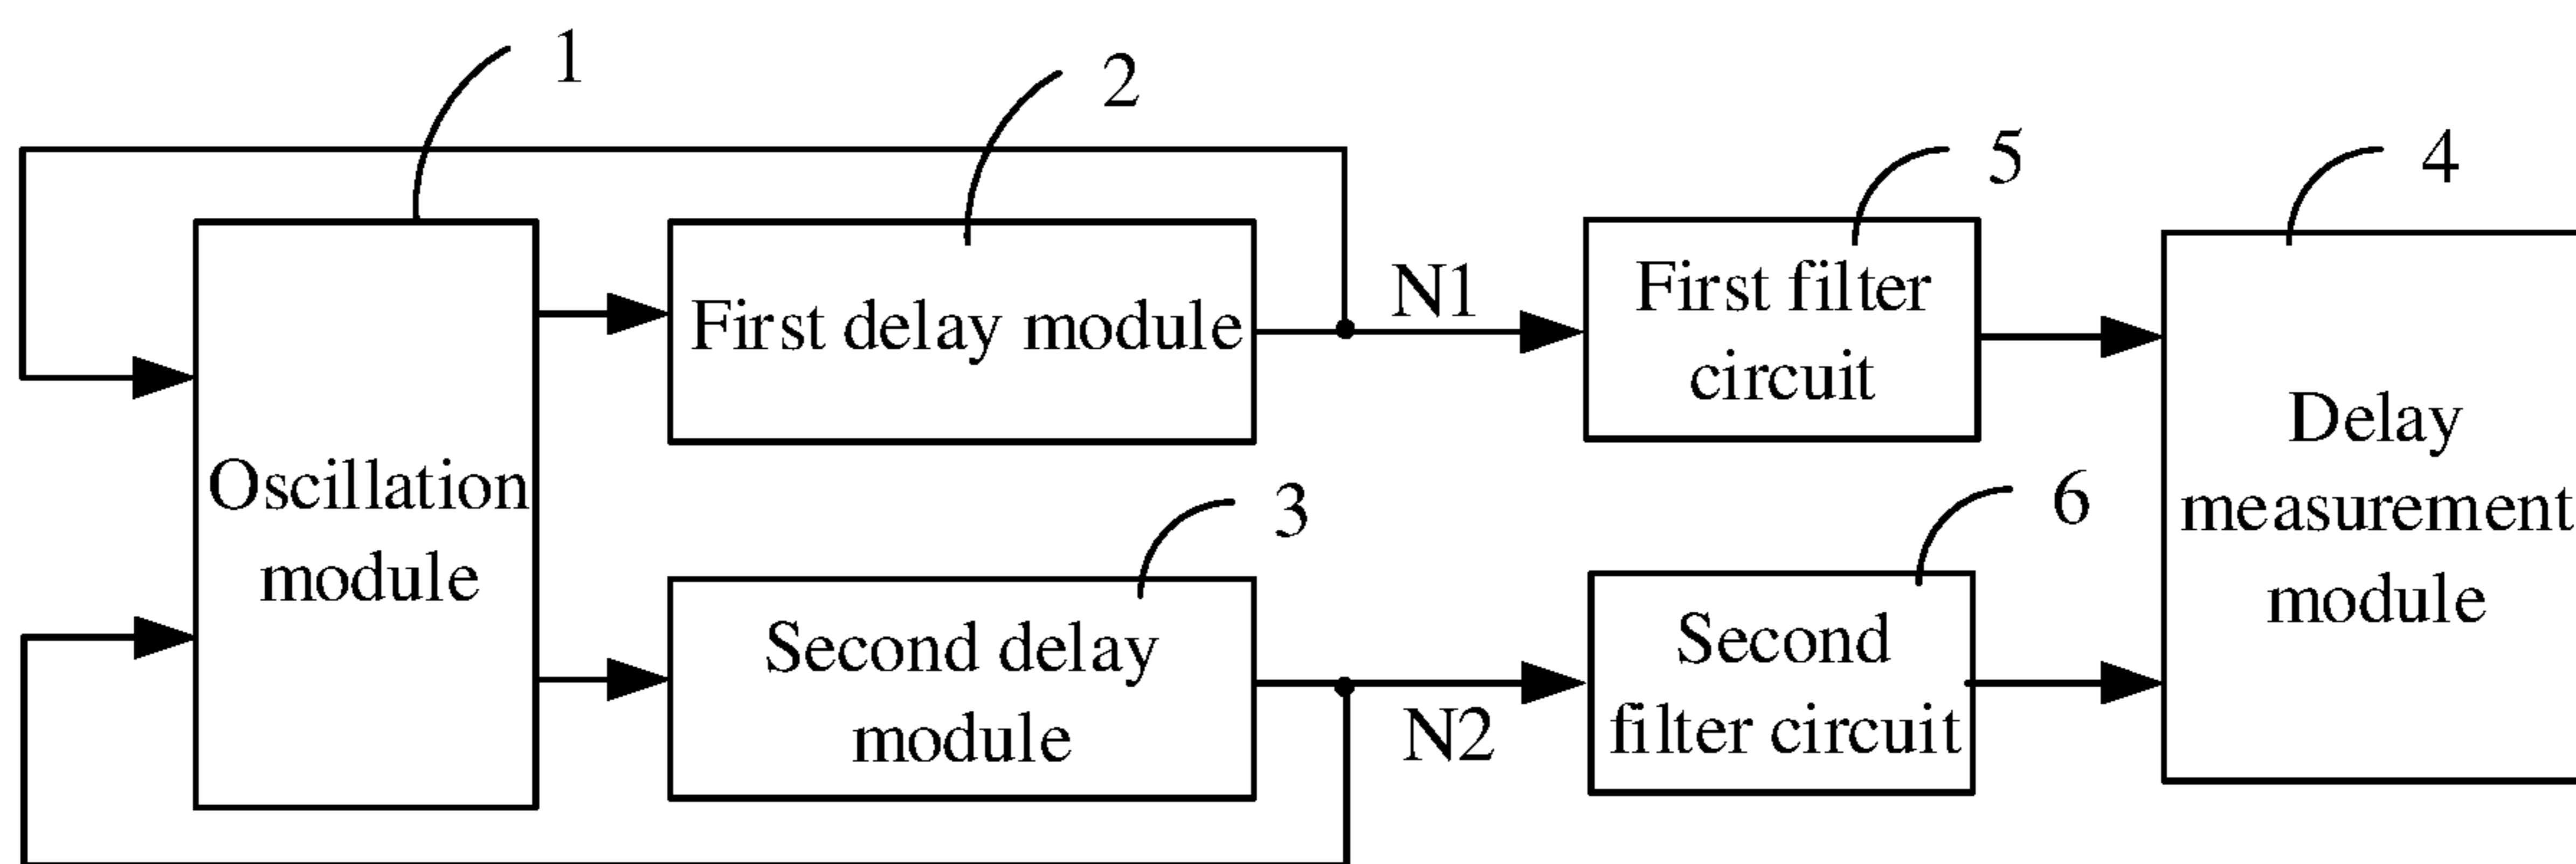 1
2
5
4
First delay module
N1
First filter
circuit
Oscillation
module
3
Second delay
module
N2
6
Second
filter circuit
Delay
measurement
module